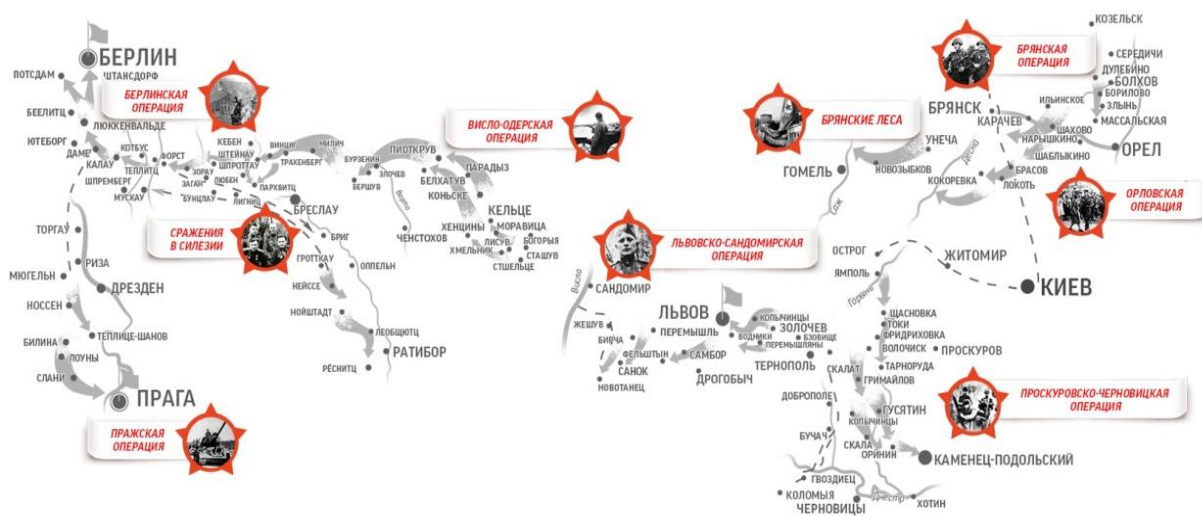 БЕРЛИН
ПОТСДАМ
ШТАНСДОРФ
БЕРЛИНСКАЯ
ОПЕРАЦИЯ
БЕЕЛИТЦ
ЮТЕБОРГ
ЛЮККЕНВАЛЬДЕ
ДАМЕ
КАЛАУ
КОТБУС
ТЕПЛИТЦ
ФОРСТ
ШПРЕМБЕРГ
МУСКАУ
ЗОРАУ
ЗАГАН
БУНЦЛАУ
КЕБЕН
ШТЕЙНАУ
ШПРОТТАУ
ЛЮБЕН
ЛИГНИЦ
ПАРХВИТЦ
ВИНЦИГ
ТРАХЕНБЕРГ
МИЛИЧ
БРЕСЛАУ
СРАЖЕНИЯ
В СИЛЕЗИИ
БРИГ
ОППЕЛЬН
ГРОТТКАУ
НЕЙССЕ
НОЙШТАДТ
ЛЕОБЩЮТЦ
РАТИБОР
РЁСНИТЦ
ТОРГАУ
РИЗА
МЮГЕЛЬН
ДРЕЗДЕН
НОССЕН
ТЕПЛИЦЕ-ШАНОВ
БИЛИНА
ЛОУНЫ
СЛАНИ
ПРАГА
ПРАЖСКАЯ
ОПЕРАЦИЯ
ВИСЛО-ОДЕРСКАЯ
ОПЕРАЦИЯ
БУРЗЕНИН
ПИОТКРУВ
ПАРАДЫЗ
ЗЛОЧЕВ
ВЕРШУВ
Варта
БЕЛХАТУВ
КОНЬСКЕ
ЧЕНСТОХОВ
КЕЛЬЦЕ
МОРАВИЦА
ХЕНЦИНЫ
ЛИСУВ
БОГОРЫЯ
ХМЕЛЬНИК
СТАШУВ
СТШЕЛЬЦЕ
ЛЬВОВСКО-САНДОМИРСКАЯ
ОПЕРАЦИЯ
Висло
САНДОМИР
ЖЕШУВ
БИРЧА
ПЕРЕМЫШЛЬ
ФЕЛЬШТЫН
САНОК
НОВОТАНЕЦ
САМБОР
ДРОГОБЫЧ
ЛЬВОВ
КОПЫЧИНЦЫ
ЗОЛОЧЕВ
ВОДНИКИ
БЗОВИЩЕ
ПЕРЕМЫШЛЯНЫ
ТЕРНОПОЛЬ
СКАЛАТ
ГРИМАЙЛОВ
ДОБРОПОЛЕ
ГУСЯТИН
КОПЫЧИНЦЫ
БУЧАЧ
СКАЛА
ОРИНИН
КАМЕНЕЦ-ПОДОЛЬСКИЙ
ГВОЗДИЕЦ
КОЛОМЫЯ
ЧЕРНОВИЦЫ
Днестр
ХОТИН
ОСТРОГ
ЯМПОЛЬ
Горынь
ЖИТОМИР
КИЕВ
ЩАСНОВКА
ТОКИ
ФРИДРИХОВКА
ВОЛОЧИСК
ПРОСКУРОВ
ТАРНОРУДА
ПРОСКУРОВСКО-ЧЕРНОВИЦКАЯ
ОПЕРАЦИЯ
БРЯНСКИЕ ЛЕСА
ГОМЕЛЬ
Сож
НОВОЗЫБКОВ
УНЕЧА
БРЯНСКАЯ
ОПЕРАЦИЯ
БРЯНСК
Десна
КАРАЧЕВ
КОКОРЕВКА
ЛОКОТЬ
БРАСОВ
НАРЫШКИНО
ШАБЛЫКИНО
ШАХОВО
ИЛЬИНСКОЕ
ОРЕЛ
КОЗЕЛЬСК
СЕРЕДИЧИ
ДУЛЕБИНО
БОЛХОВ
БОРИЛОВО
ЗЛЫНЬ
МАССАЛЬСКАЯ
ОРЛОВСКАЯ
ОПЕРАЦИЯ